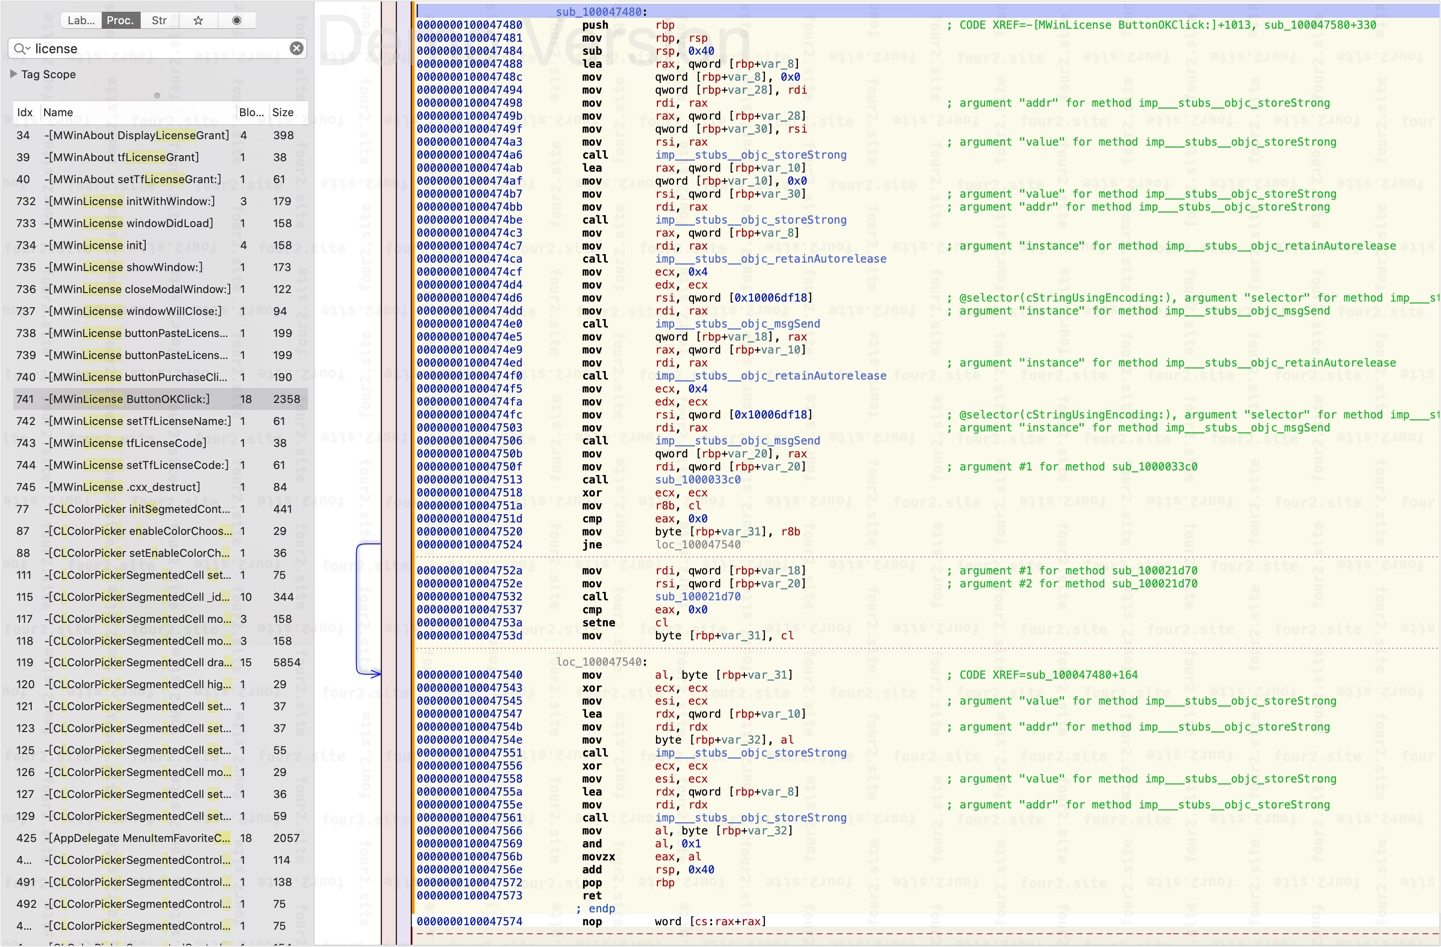 Lab... Proc. Str
license
Tag Scope
Idx Name Blo... Size
34 -[MWinAbout DisplayLicenseGrant] 4 398
39 -[MWinAbout tfLicenseGrant] 1 38
40 -[MWinAbout setTfLicenseGrant:] 1 61
732 -[MWinLicense initWithWindow:] 3 179
733 -[MWinLicense windowDidLoad] 1 158
734 -[MWinLicense init] 4 158
735 -[MWinLicense showWindow:] 1 173
736 -[MWinLicense closeModalWindow:] 1 122
737 -[MWinLicense windowWillClose:] 1 94
738 -[MWinLicense buttonPasteLicens... 1 199
739 -[MWinLicense buttonPasteLicens... 1 199
740 -[MWinLicense buttonPurchaseCli... 1 190
741 -[MWinLicense ButtonOKClick:] 18 2358
742 -[MWinLicense setTfLicenseName:] 1 61
743 -[MWinLicense tfLicenseCode] 1 38
744 -[MWinLicense setTfLicenseCode:] 1 61
745 -[MWinLicense .cxx_destruct] 1 84
77 -[CLColorPicker initSegmetedCont... 1 441
87 -[CLColorPicker enableColorChoos... 1 29
88 -[CLColorPicker setEnableColorCh... 1 36
111 -[CLColorPickerSegmentedCell set... 1 75
115 -[CLColorPickerSegmentedCell _id... 10 344
117 -[CLColorPickerSegmentedCell mo... 3 158
118 -[CLColorPickerSegmentedCell mo... 3 158
119 -[CLColorPickerSegmentedCell dra... 15 5854
120 -[CLColorPickerSegmentedCell hig... 1 29
121 -[CLColorPickerSegmentedCell set... 1 37
123 -[CLColorPickerSegmentedCell set... 1 37
125 -[CLColorPickerSegmentedCell set... 1 55
126 -[CLColorPickerSegmentedCell mo... 1 29
127 -[CLColorPickerSegmentedCell set... 1 36
129 -[CLColorPickerSegmentedCell set... 1 59
425 -[AppDelegate MenuItemFavoriteC... 18 2057
4... -[CLColorPickerSegmentedControl... 1 114
491 -[CLColorPickerSegmentedControl... 1 138
492 -[CLColorPickerSegmentedControl... 1 75
4... -[CLColorPickerSegmentedControl... 1 75
sub_100047480:
0000000100047480 push rbp ; CODE XREF=-[MWinLicense ButtonOKClick:]+1013, sub_100047580+330
0000000100047481 mov rbp, rsp
0000000100047484 sub rsp, 0x40
0000000100047488 lea rax, qword [rbp+var_8]
000000010004748c mov qword [rbp+var_8], 0x0
0000000100047494 mov qword [rbp+var_28], rdi
0000000100047498 mov rdi, rax ; argument "addr" for method imp___stubs__objc_storeStrong
000000010004749b mov rax, qword [rbp+var_28]
000000010004749f mov qword [rbp+var_30], rsi
00000001000474a3 mov rsi, rax ; argument "value" for method imp___stubs__objc_storeStrong
00000001000474a6 call imp___stubs__objc_storeStrong
00000001000474ab lea rax, qword [rbp+var_10]
00000001000474af mov qword [rbp+var_10], 0x0
00000001000474b7 mov rsi, qword [rbp+var_30] ; argument "value" for method imp___stubs__objc_storeStrong
00000001000474bb mov rdi, rax ; argument "addr" for method imp___stubs__objc_storeStrong
00000001000474be call imp___stubs__objc_storeStrong
00000001000474c3 mov rax, qword [rbp+var_8]
00000001000474c7 mov rdi, rax ; argument "instance" for method imp___stubs__objc_retainAutorelease
00000001000474ca call imp___stubs__objc_retainAutorelease
00000001000474cf mov ecx, 0x4
00000001000474d4 mov edx, ecx
00000001000474d6 mov rsi, qword [0x10006df18] ; @selector(cStringUsingEncoding:), argument "selector" for method imp___st
00000001000474dd mov rdi, rax ; argument "instance" for method imp___stubs__objc_msgSend
00000001000474e0 call imp___stubs__objc_msgSend
00000001000474e5 mov qword [rbp+var_18], rax
00000001000474e9 mov rax, qword [rbp+var_10]
00000001000474ed mov rdi, rax ; argument "instance" for method imp___stubs__objc_retainAutorelease
00000001000474f0 call imp___stubs__objc_retainAutorelease
00000001000474f5 mov ecx, 0x4
00000001000474fa mov edx, ecx
00000001000474fc mov rsi, qword [0x10006df18] ; @selector(cStringUsingEncoding:), argument "selector" for method imp___st
0000000100047503 mov rdi, rax ; argument "instance" for method imp___stubs__objc_msgSend
0000000100047506 call imp___stubs__objc_msgSend
000000010004750b mov qword [rbp+var_20], rax
000000010004750f mov rdi, qword [rbp+var_20] ; argument #1 for method sub_1000033c0
0000000100047513 call sub_1000033c0
0000000100047518 xor ecx, ecx
000000010004751a mov r8b, cl
000000010004751d cmp eax, 0x0
0000000100047520 mov byte [rbp+var_31], r8b
0000000100047524 jne loc_100047540
000000010004752a mov rdi, qword [rbp+var_18] ; argument #1 for method sub_100021d70
000000010004752e mov rsi, qword [rbp+var_20] ; argument #2 for method sub_100021d70
0000000100047532 call sub_100021d70
0000000100047537 cmp eax, 0x0
000000010004753a setne cl
000000010004753d mov byte [rbp+var_31], cl
loc_100047540:
0000000100047540 mov al, byte [rbp+var_31] ; CODE XREF=sub_100047480+164
0000000100047543 xor ecx, ecx
0000000100047545 mov esi, ecx ; argument "value" for method imp___stubs__objc_storeStrong
0000000100047547 lea rdx, qword [rbp+var_10]
000000010004754b mov rdi, rdx ; argument "addr" for method imp___stubs__objc_storeStrong
000000010004754e mov byte [rbp+var_32], al
0000000100047551 call imp___stubs__objc_storeStrong
0000000100047556 xor ecx, ecx
0000000100047558 mov esi, ecx ; argument "value" for method imp___stubs__objc_storeStrong
000000010004755a lea rdx, qword [rbp+var_8]
000000010004755e mov rdi, rdx ; argument "addr" for method imp___stubs__objc_storeStrong
0000000100047561 call imp___stubs__objc_storeStrong
0000000100047566 mov al, byte [rbp+var_32]
0000000100047569 and al, 0x1
000000010004756b movzx eax, al
000000010004756e add rsp, 0x40
0000000100047572 pop rbp
0000000100047573 ret
; endp
0000000100047574 nop word [cs:rax+rax]